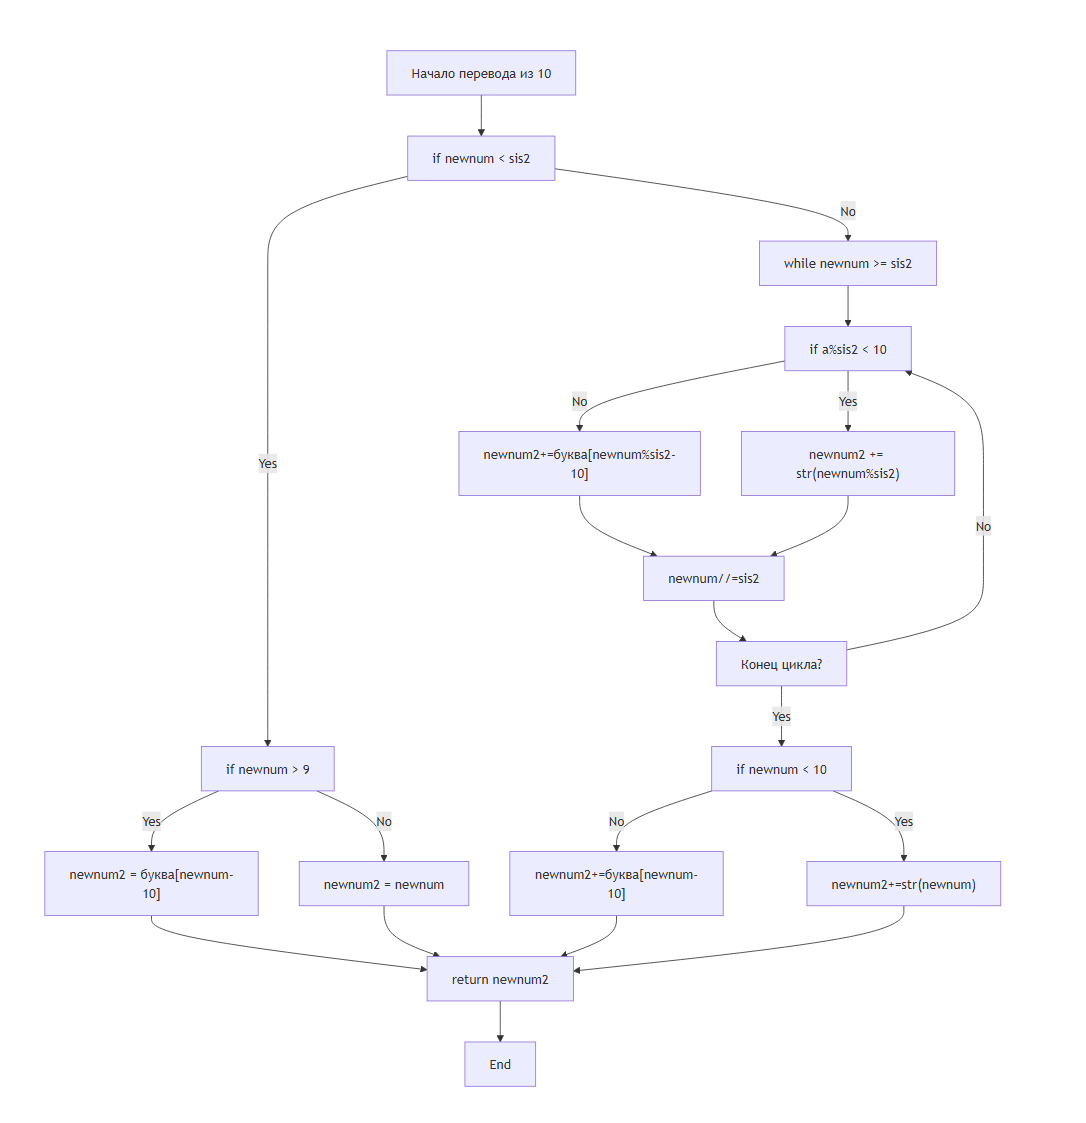 Начало перевода из 10
if newnum < sis2
No
while newnum >= sis2
if a%sis2 < 10
No
Yes
newnum2+=буква[newnum%sis2-
10]
newnum2 +=
str(newnum%sis2)
Yes
No
newnum//=sis2
Конец цикла?
Yes
if newnum > 9
if newnum < 10
Yes
No
No
Yes
newnum2 = буква[newnum-
10]
newnum2 = newnum
newnum2+=буква[newnum-
10]
newnum2+=str(newnum)
return newnum2
End